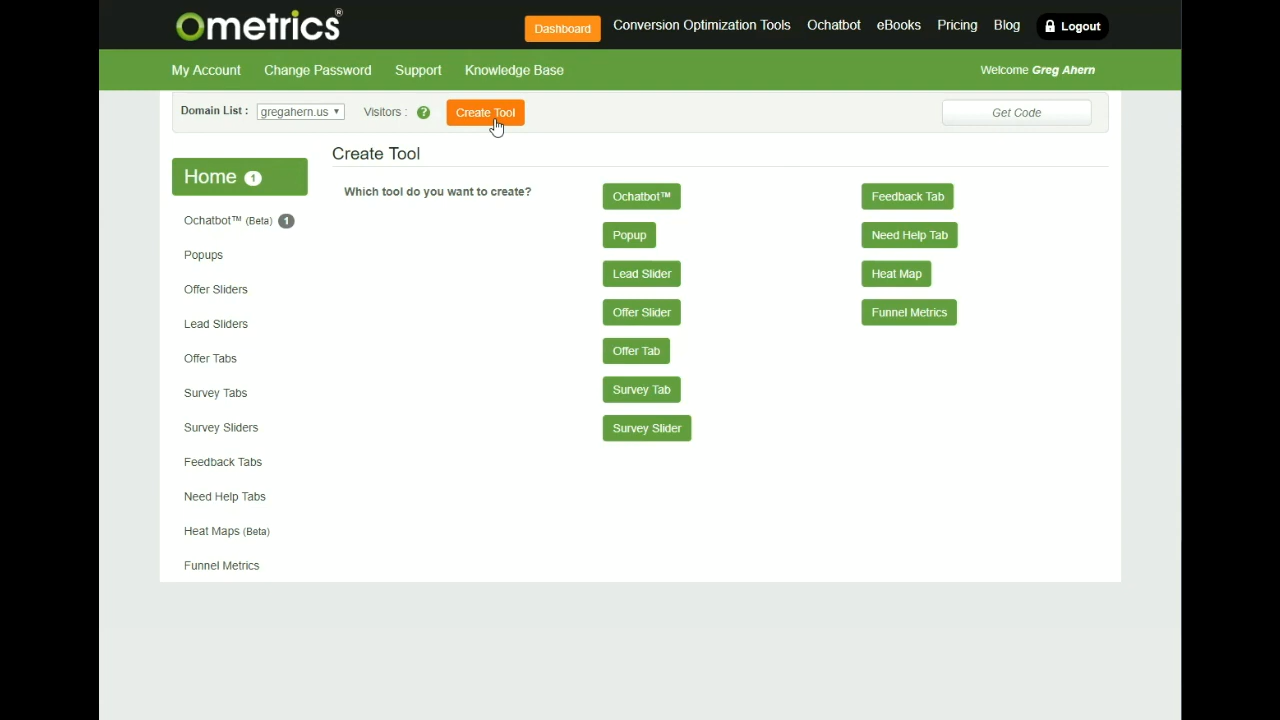 Ometrics®
Dashboard Conversion Optimization Tools Ochatbot eBooks Pricing Blog Logout
My Account Change Password Support Knowledge Base Welcome Greg Ahern
Domain List : gregahern.us Visitors : ? Create Tool Get Code
Create Tool
Home 1
Which tool do you want to create?
Ochatbot™ Feedback Tab
Ochatbot™ (Beta) 1
Popup Need Help Tab
Popups
Lead Slider Heat Map
Offer Sliders
Offer Slider Funnel Metrics
Lead Sliders
Offer Tab
Offer Tabs
Survey Tab
Survey Tabs
Survey Slider
Survey Sliders
Feedback Tabs
Need Help Tabs
Heat Maps (Beta)
Funnel Metrics